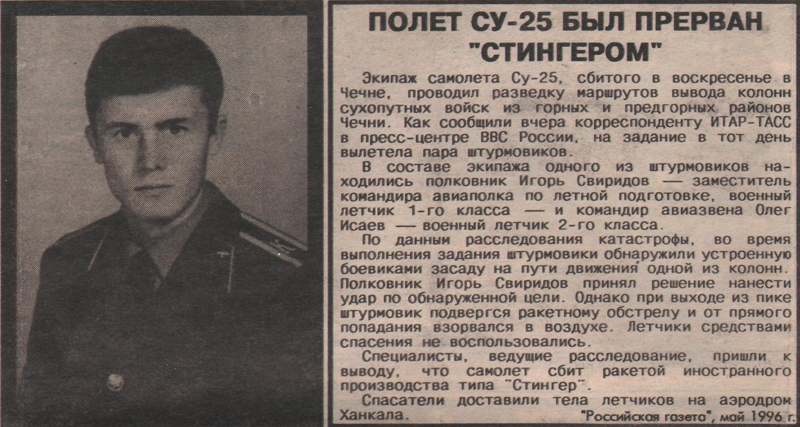 ПОЛЕТ СУ-25 БЫЛ ПРЕРВАН
"СТИНГЕРОМ"
Экипаж самолета Су-25, сбитого в воскресенье в
Чечне, проводил разведку маршрутов вывода колонн
сухопутных войск из горных и предгорных районов
Чечни. Как сообщили вчера корреспонденту ИТАР-ТАСС
в пресс-центре ВВС России, на задание в тот день
вылетела пара штурмовиков.
В составе экипажа одного из штурмовиков на-
ходились полковник Игорь Свиридов — заместитель
командира авиаполка по летной подготовке, военный
летчик 1-го класса — и командир авиазвена Олег
Исаев — военный летчик 2-го класса.
По данным расследования катастрофы, во время
выполнения задания штурмовики обнаружили устроенную
боевиками засаду на пути движения одной из колонн.
Полковник Игорь Свиридов принял решение нанести
удар по обнаруженной цели. Однако при выходе из пике
штурмовик подвергся ракетному обстрелу и от прямого
попадания взорвался в воздухе. Летчики средствами
спасения не воспользовались.
Специалисты, ведущие расследование, пришли к
выводу, что самолет сбит ракетой иностранного
производства типа "Стингер".
Спасатели доставили тела летчиков на аэродром
Ханкала.
"Российская газета", май 1996 г.